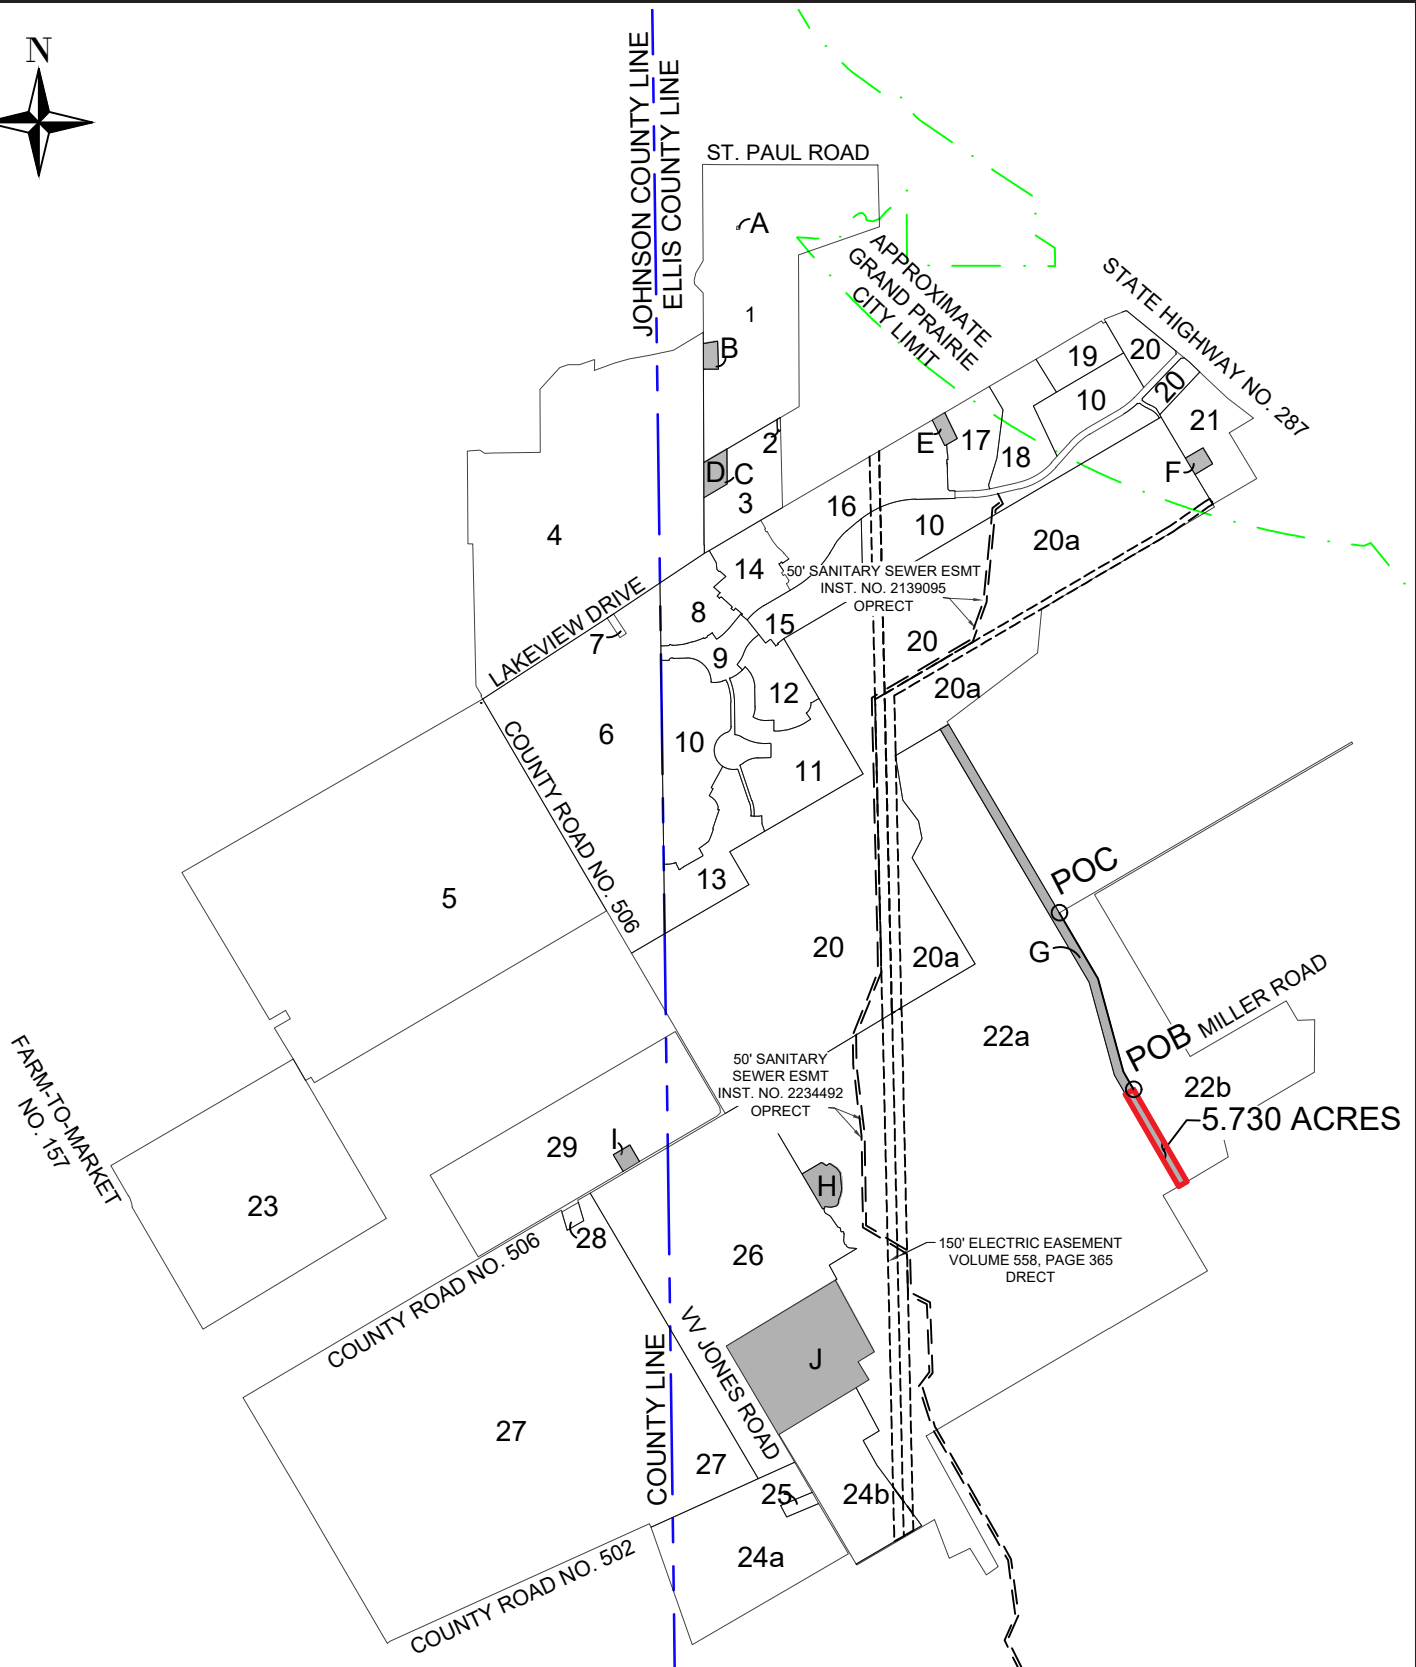 N
JOHNSON COUNTY LINE
ELLIS COUNTY LINE
ST. PAUL ROAD
A
APPROXIMATE
GRAND PRAIRIE
CITY LIMIT
STATE HIGHWAY NO. 287
1
B
19
20
20
10
21
2
E
17
18
F
D
C
3
16
10
4
20a
14
50' SANITARY SEWER ESMT
INST. NO. 2139095
OPRECT
LAKEVIEW DRIVE
8
7
15
20
9
20a
12
6
10
COUNTY ROAD NO. 506
11
POC
13
5
20
20a
G
MILLER ROAD
22a
POB
FARM-TO-MARKET
NO. 157
50' SANITARY
SEWER ESMT
INST. NO. 2234492
OPRECT
22b
5.730 ACRES
29
I
H
23
28
COUNTY ROAD NO. 506
26
150' ELECTRIC EASEMENT
VOLUME 558, PAGE 365
DRECT
VV JONES ROAD
J
COUNTY LINE
27
27
25
24b
24a
COUNTY ROAD NO. 502